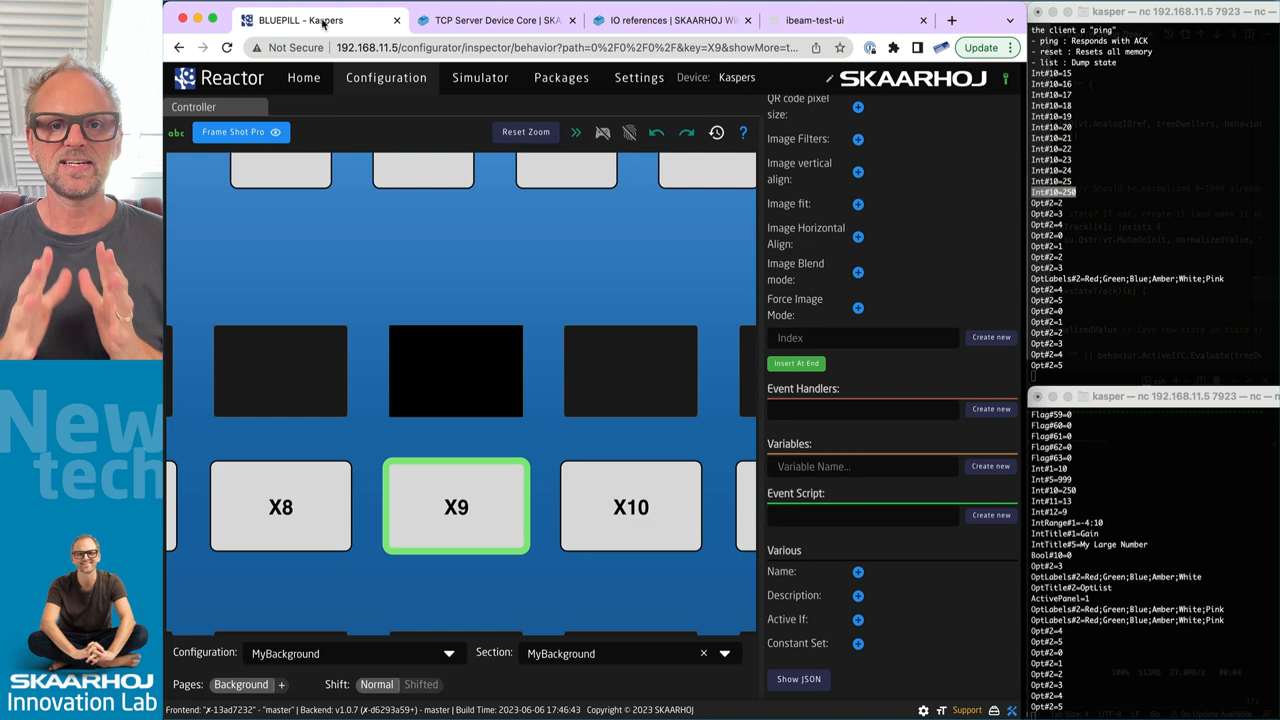 BLUEPILL - Kaspers
TCP Server Device Core | SKA
IO references | SKAARHOJ Wi
ibeam-test-ui
Not Secure
192.168.11.5/configurator/inspector/behavior?path=0%2F0%2F0%2F&key=X9&showMore=t...
Update
Reactor
Home
Configuration
Simulator
Packages
Settings
Device: Kaspers
SKAARHOJ
Controller
abc
Frame Shot Pro
Reset Zoom
?
X8
X9
X10
Configuration:
MyBackground
Section:
MyBackground
Pages:
Background
+
Shift:
Normal
Shifted
QR code pixel
size:
Image Filters:
Image vertical
align:
Image fit:
Image Horizontal
Align:
Image Blend
mode:
Force Image
Mode:
Index
Create new
Insert At End
Event Handlers:
Create new
Variables:
Variable Name...
Create new
Event Script:
Create new
Various
Name:
Description:
Active If:
Constant Set:
Show JSON
Frontend: "x-13ad7232" - "master" | Backend: v1.1.0* (x-d6293a59+) - master | Build Time: 2023-06-06 17:46:43 Copyright © 2023 SKAARHOJ
Support
New
tech
SKAARHOJ
Innovation Lab
kasper — nc 192.168.11.5 7923 — nc
the client a "ping"
- ping : Responds with ACK
- reset : Resets all memory
- list : Dump state
Int#10=15
Int#10=16
Int#10=17
Int#10=18
Int#10=19
Int#10=20
Int#10=21
Int#10=22
Int#10=23
Int#10=24
Int#10=25
Int#10=250
Opt#2=2
Opt#2=3
Opt#2=4
Opt#2=0
Opt#2=1
Opt#2=2
Opt#2=3
OptLabels#2=Red;Green;Blue;Amber;White;Pink
Opt#2=4
Opt#2=5
Opt#2=0
Opt#2=1
Opt#2=2
Opt#2=3
Opt#2=4
Opt#2=5
kasper — nc 192.168.11.5 7923 — nc — n
Flag#59=0
Flag#60=0
Flag#61=0
Flag#62=0
Flag#63=0
Int#1=10
Int#5=999
Int#10=250
Int#11=13
Int#12=9
IntRange#1=-4:10
IntTitle#1=Gain
IntTitle#5=My Large Number
Bool#10=0
Opt#2=3
OptLabels#2=Red;Green;Blue;Amber;White
OptTitle#2=OptList
ActivePanel=1
OptLabels#2=Red;Green;Blue;Amber;White;Pink
OptLabels#2=Red;Green;Blue;Amber;White;Pink
Opt#2=4
Opt#2=5
Opt#2=0
Opt#2=1
Opt#2=2
Opt#2=3
Opt#2=4
Opt#2=5